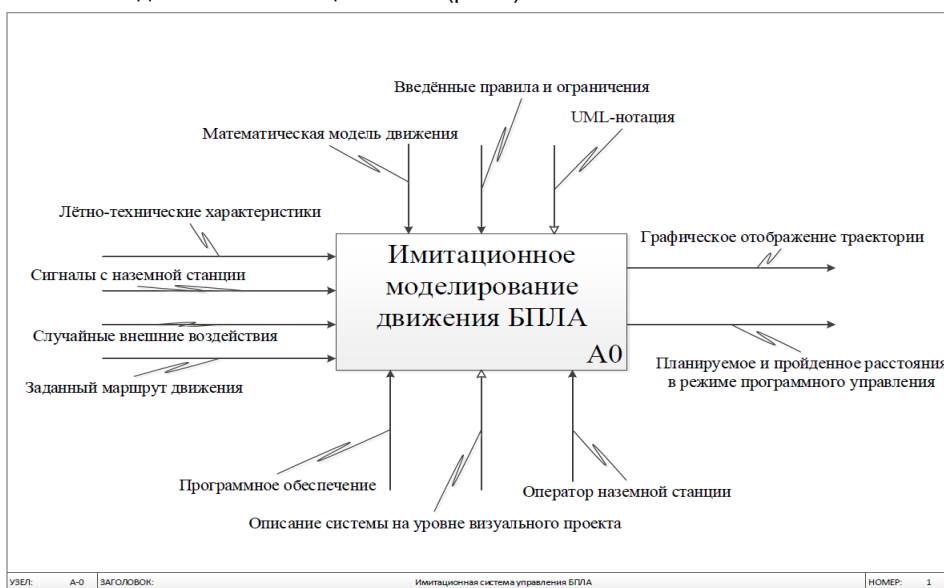 Введённые правила и ограничения
UML-нотация
Математическая модель движения
Лётно-технические характеристики
Графическое отображение траектории
Имитационное
моделирование
движения БПЛА
А0
Сигналы с наземной станции
Случайные внешние воздействия
Заданный маршрут движения
Планируемое и пройденное расстояния
в режиме программного управления
Программное обеспечение
Оператор наземной станции
Описание системы на уровне визуального проекта
УЗЕЛ: А-0 ЗАГОЛОВОК: Имитационная система управления БПЛА НОМЕР: 1